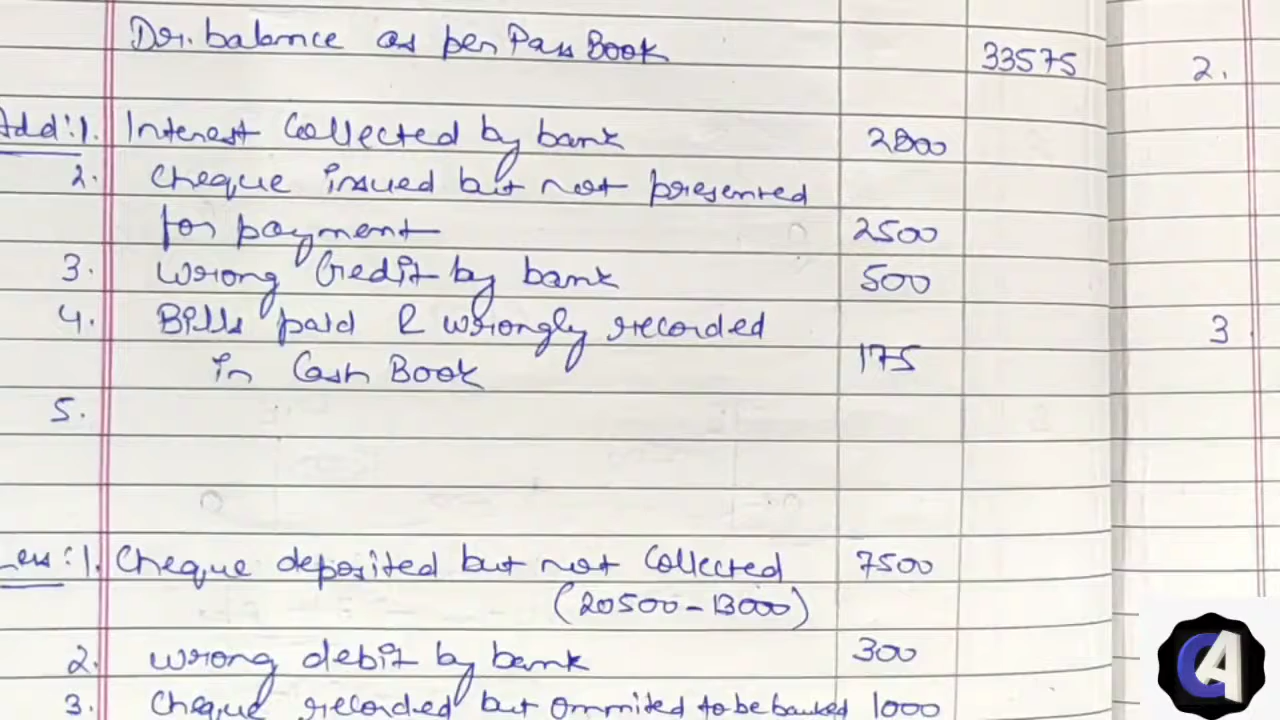 Dr. balance as per Pass Book 33575
2.
Add:1. Interest Collected by bank 2800
2. Cheque issued but not presented
for payment 2500
3. Wrong Credit by bank 500
4. Bills paid & wrongly recorded
in Cash Book 175
3
5.
Less:1. Cheque deposited but not Collected 7500
(20500-13000)
2. Wrong debit by bank 300
3. Cheque recorded but ommited to be banked 1000
CA